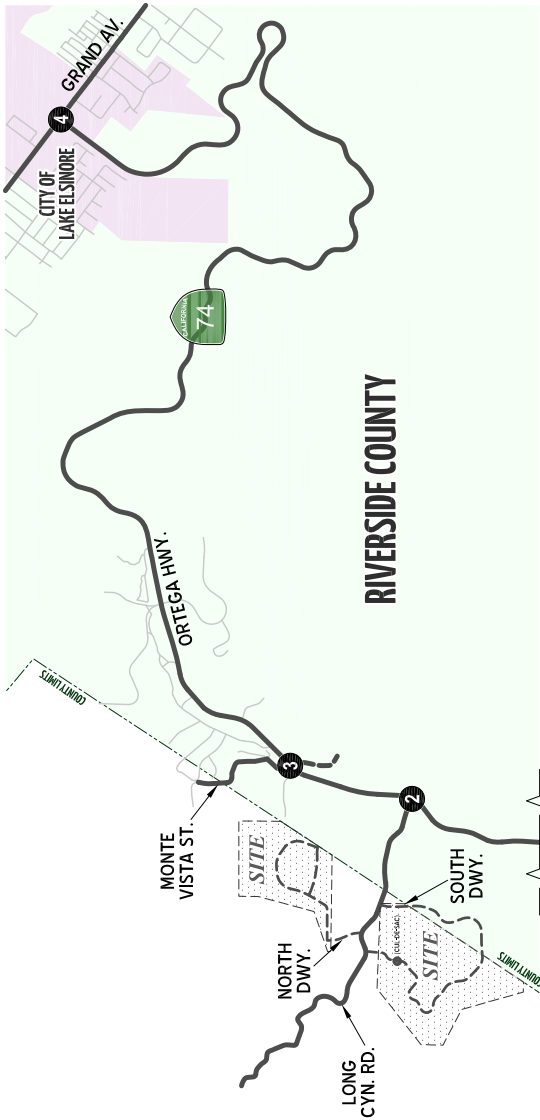 GRAND AV.
4
CITY OF
LAKE ELSINORE
CALIFORNIA
74
RIVERSIDE COUNTY
ORTEGA HWY.
COUNTY LIMITS
3
2
MONTE
VISTA ST.
SITE
SOUTH
DWY.
NORTH
DWY.
(CUL-DE-SAC)
SITE
COUNTY LIMITS
LONG
CYN. RD.